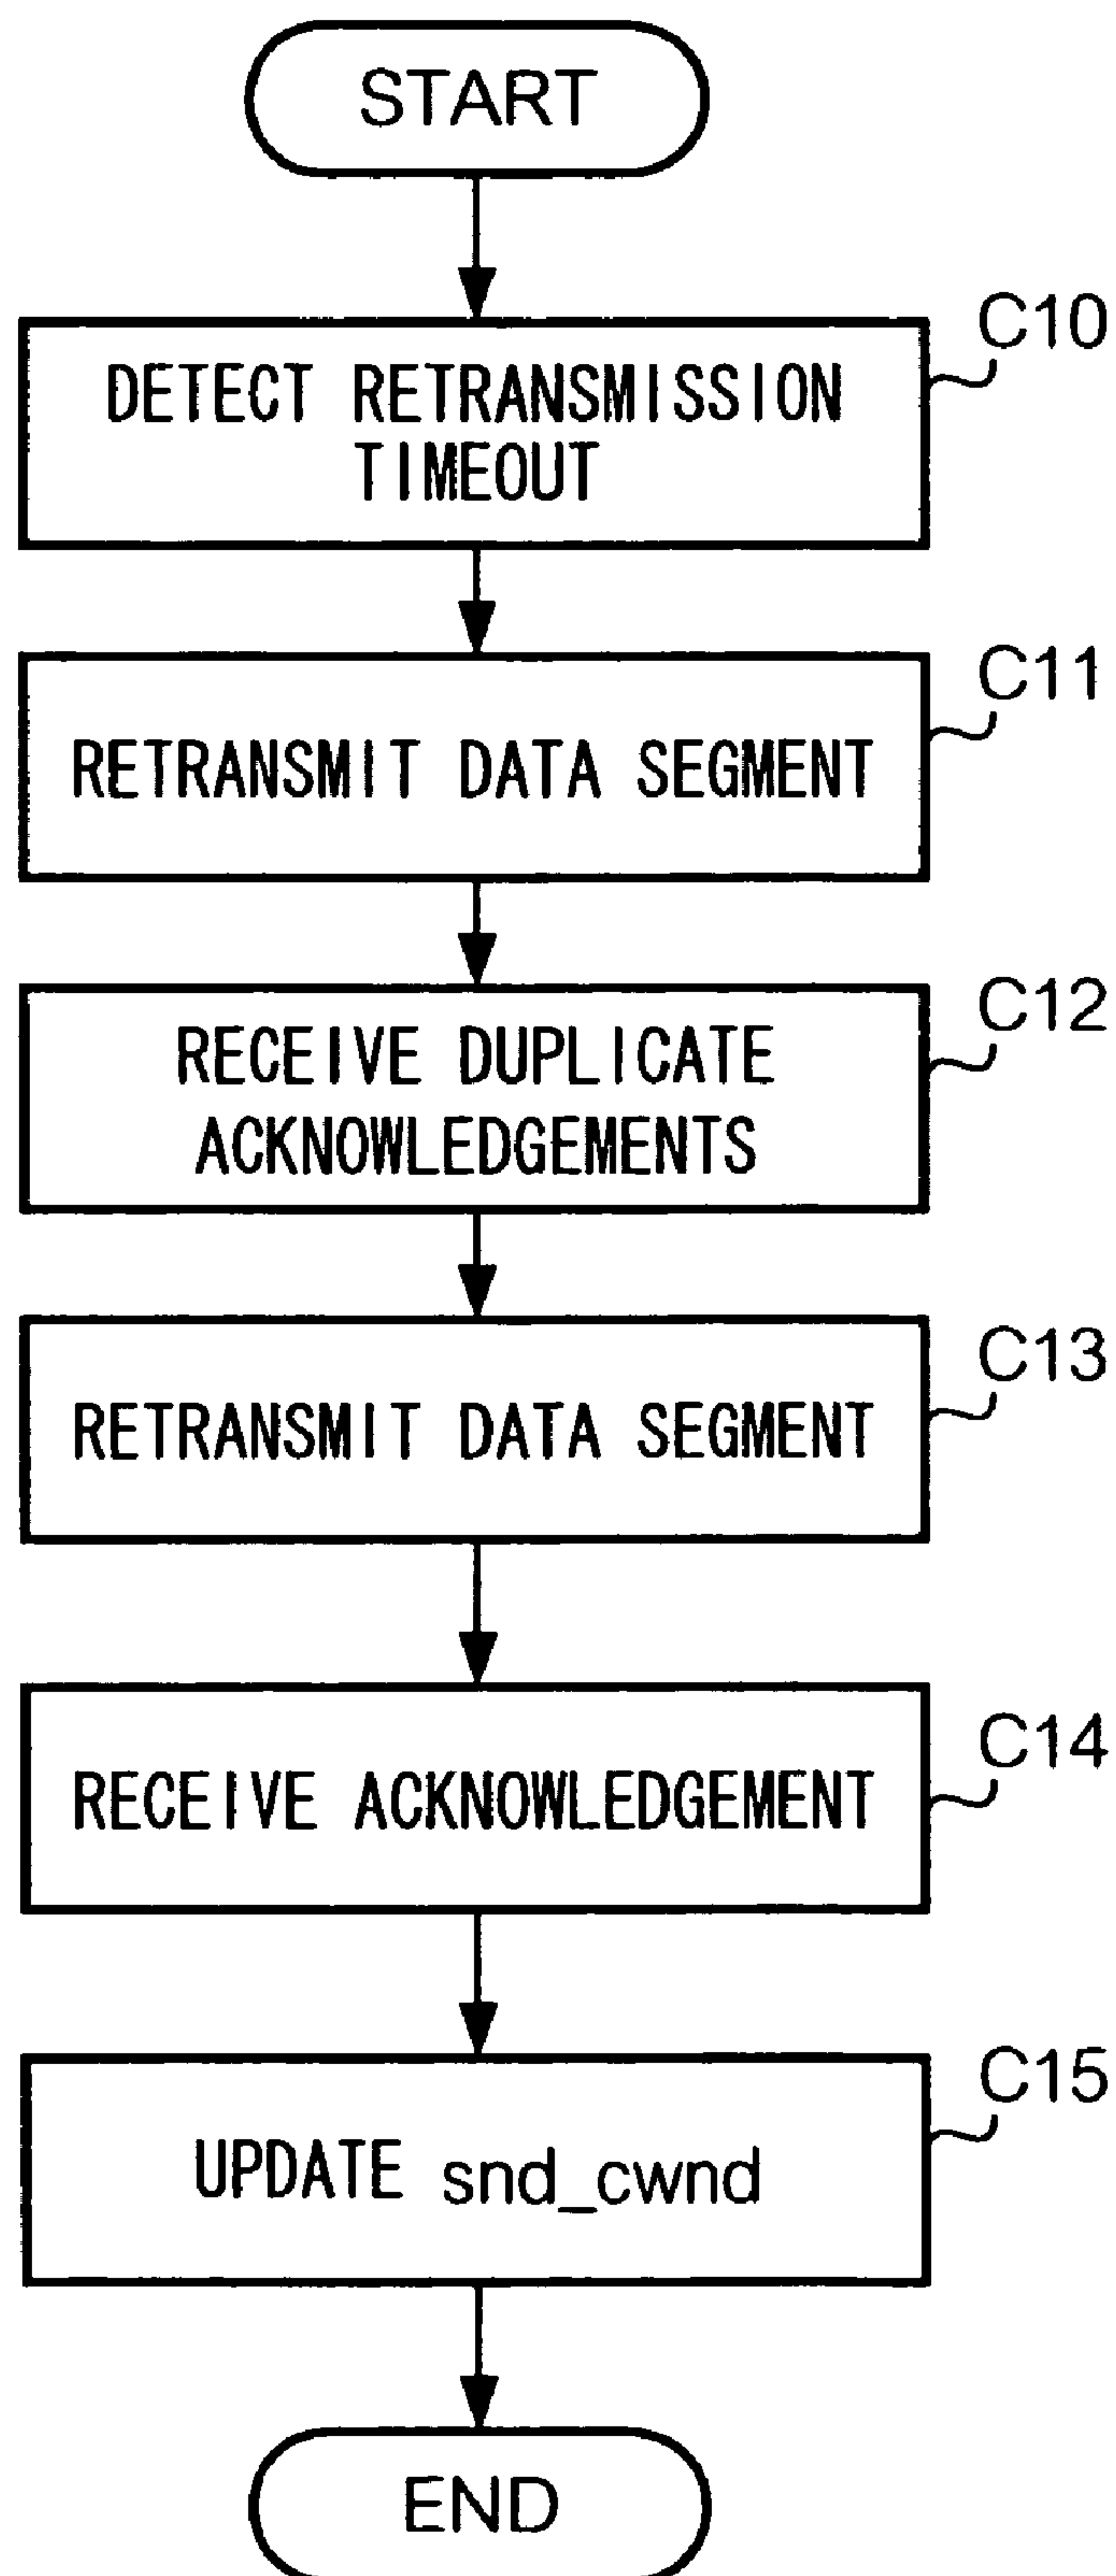 START
C10
DETECT RETRANSMISSION
TIMEOUT
C11
RETRANSMIT DATA SEGMENT
C12
RECEIVE DUPLICATE
ACKNOWLEDGEMENTS
C13
RETRANSMIT DATA SEGMENT
C14
RECEIVE ACKNOWLEDGEMENT
C15
UPDATE snd_cwnd
END